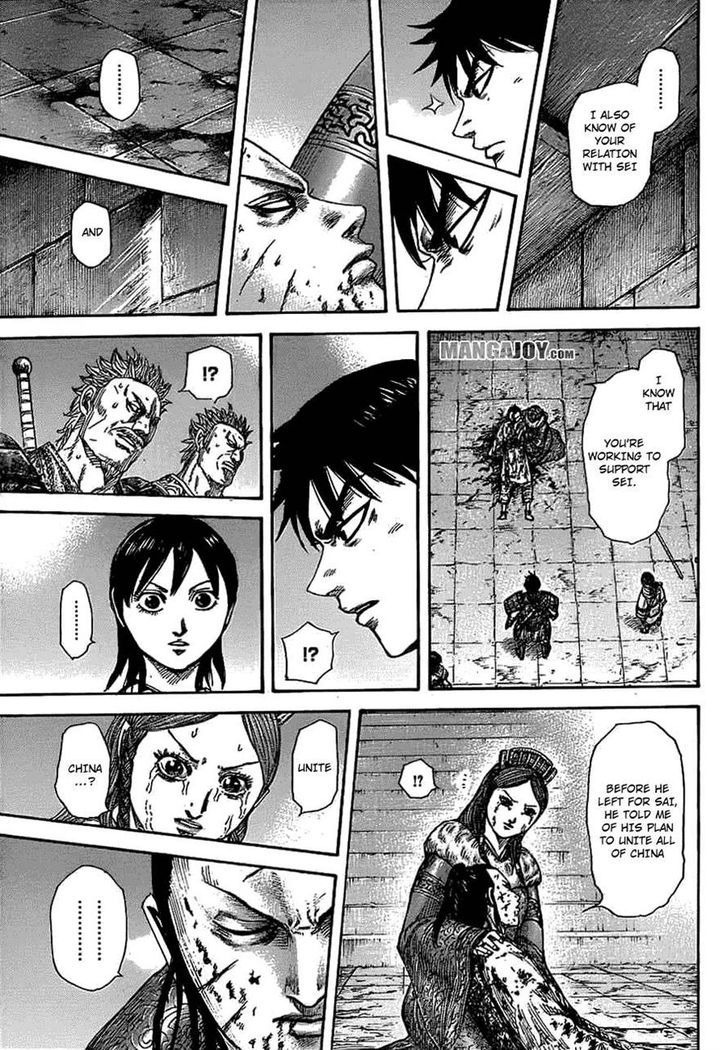 .......
I ALSO
KNOW OF
YOUR
RELATION
WITH SEI
........
AND
MANGAJOY.COM
I
KNOW
THAT
YOU'RE
WORKING TO
SUPPORT
SEI.
!?
!?
........
BEFORE HE
LEFT FOR SAI,
HE TOLD ME
OF HIS PLAN
TO UNITE ALL
OF CHINA
!?
UNITE
CHINA
...?
........